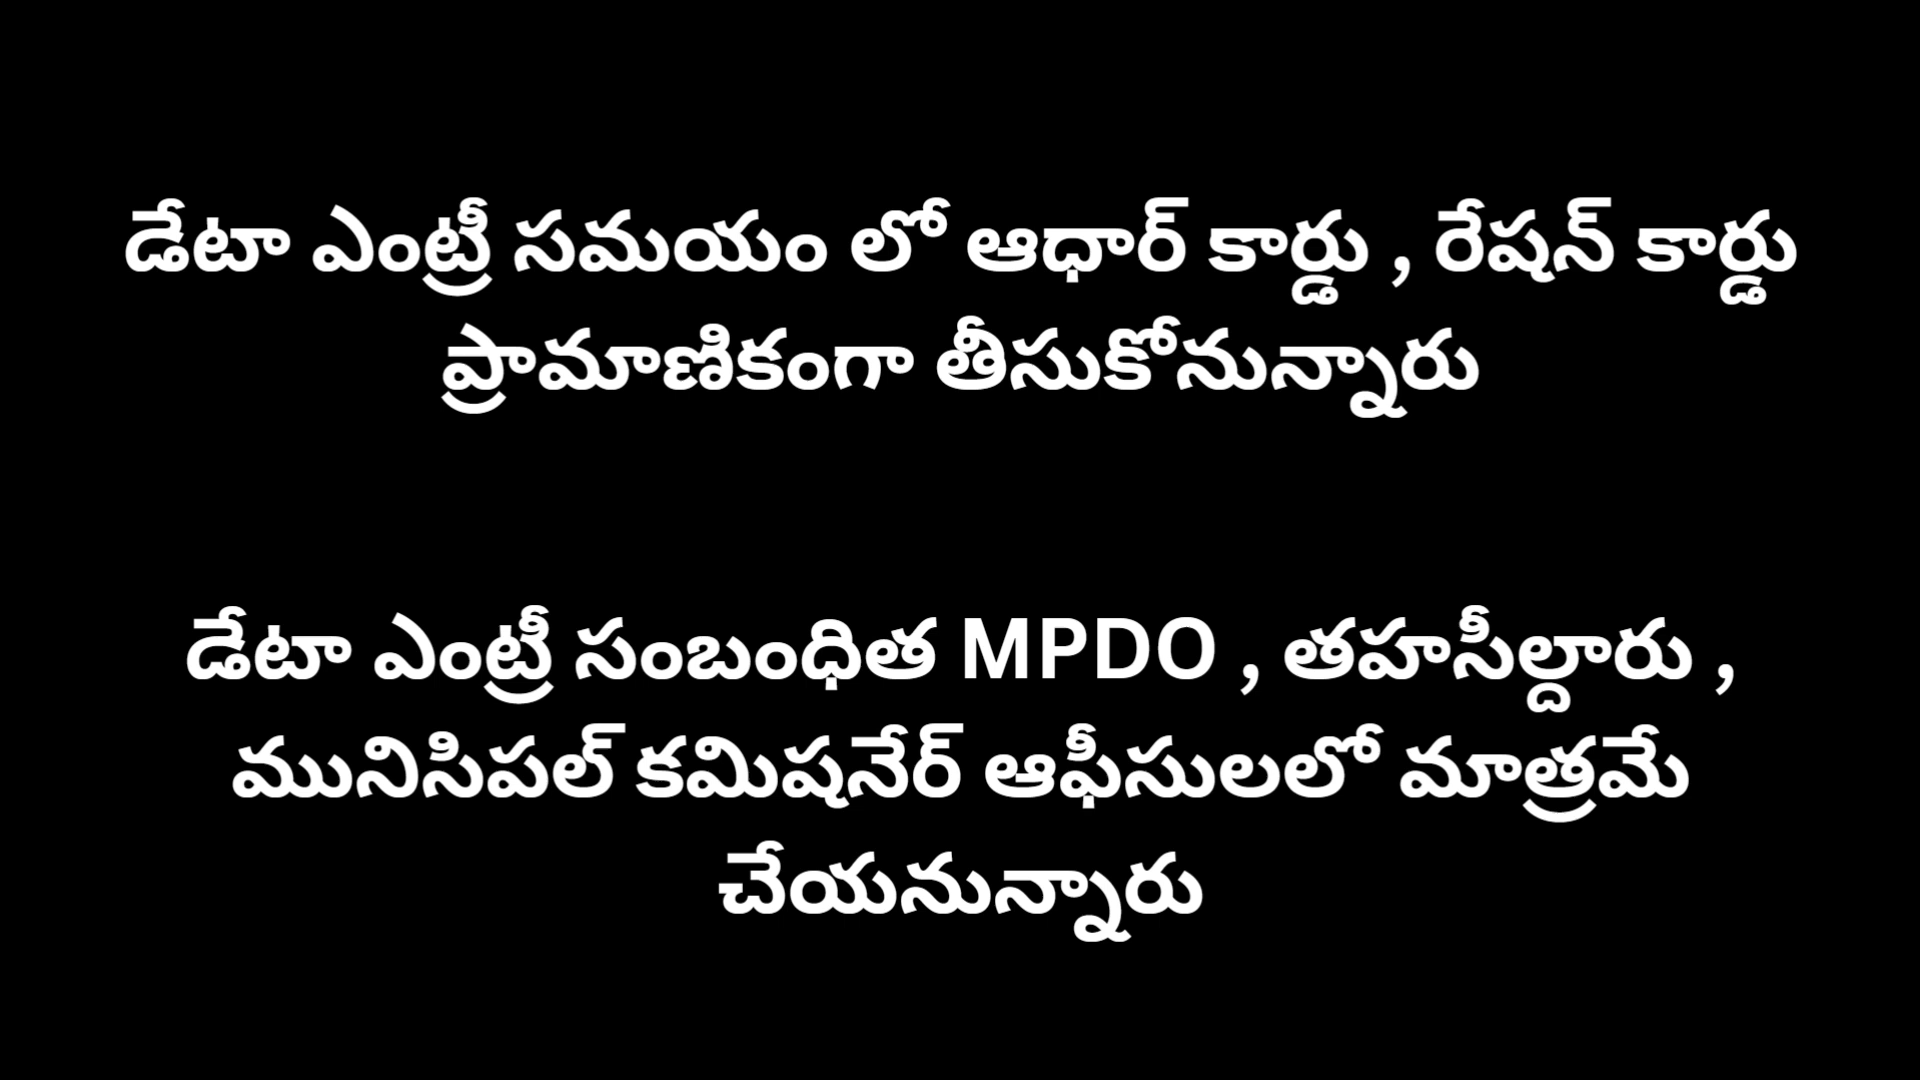 డేటా ఎంట్రీ సమయం లో ఆధార్ కార్డు , రేషన్ కార్డు
ప్రామాణికంగా తీసుకోనున్నారు
డేటా ఎంట్రీ సంబంధిత MPDO , తహసీల్దారు ,
మునిసిపల్ కమిషనేర్ ఆఫీసులలో మాత్రమే
చేయనున్నారు